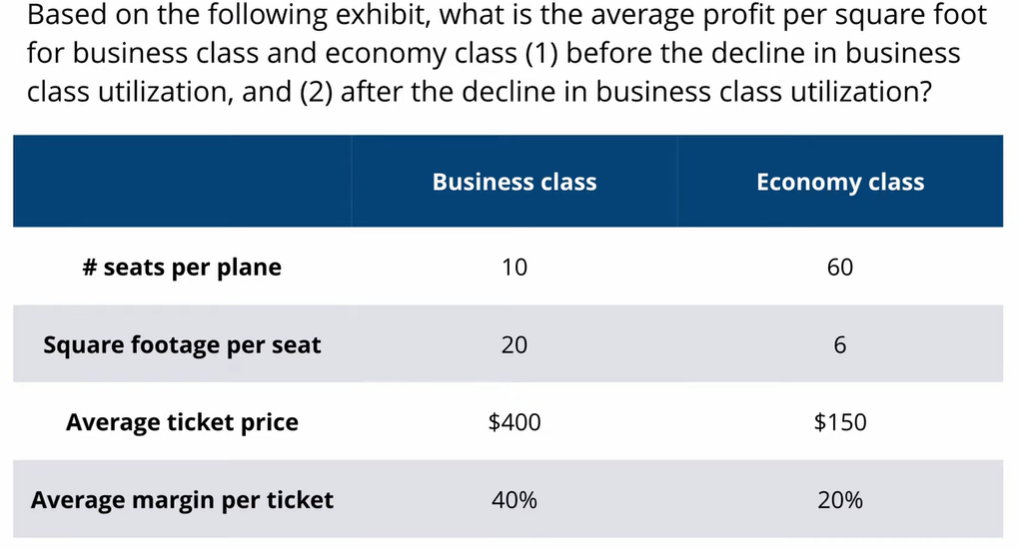 Based on the following exhibit, what is the average profit per square foot
for business class and economy class (1) before the decline in business
class utilization, and (2) after the decline in business class utilization?
Business class Economy class
# seats per plane 10 60
Square footage per seat 20 6
Average ticket price $400 $150
Average margin per ticket 40% 20%